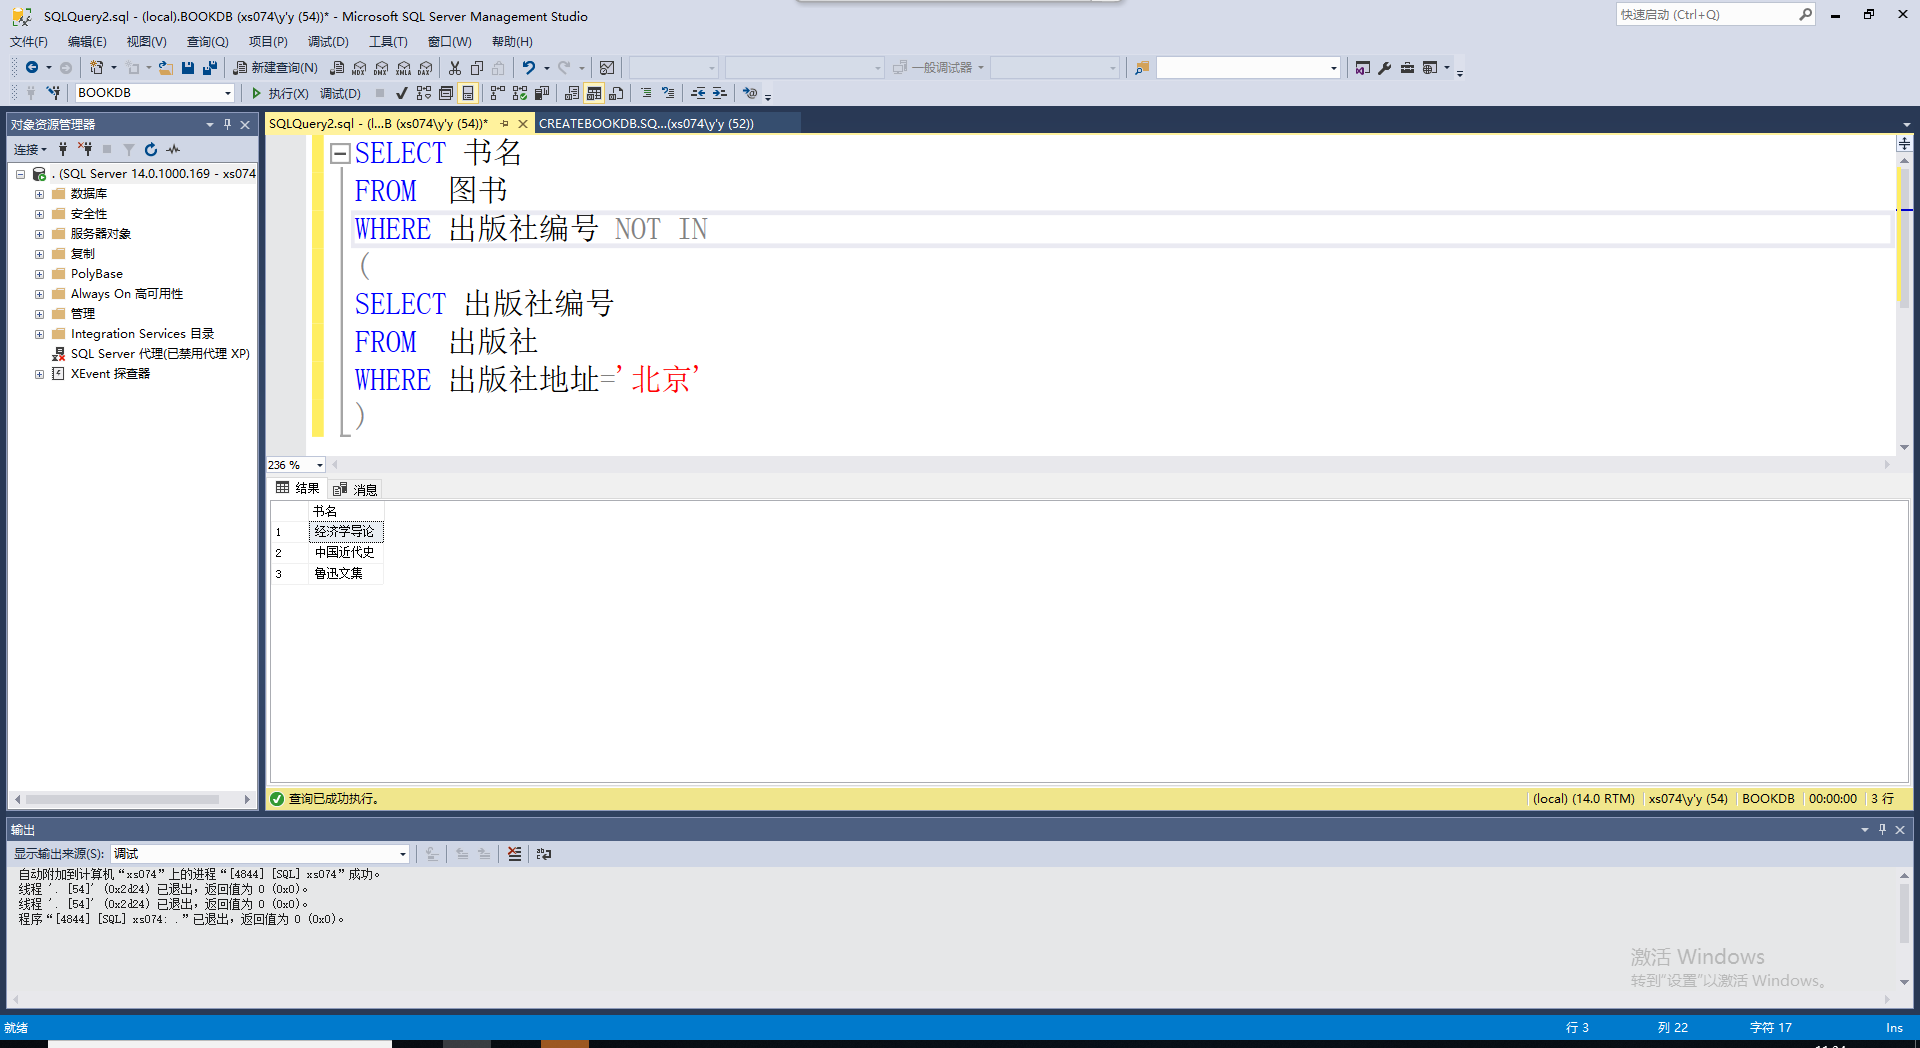 SQLQuery2.sql - (local).BOOKDB (xs074\y'y (54))* - Microsoft SQL Server Management Studio
快速启动 (Ctrl+Q)
文件(F) 编辑(E) 视图(V) 查询(Q) 项目(P) 调试(D) 工具(T) 窗口(W) 帮助(H)
新建查询(N) MDX DMX XMLA DAX 一般调试器
BOOKDB 执行(X) 调试(D)
对象资源管理器
连接
. (SQL Server 14.0.1000.169 - xs074
数据库
安全性
服务器对象
复制
PolyBase
Always On 高可用性
管理
Integration Services 目录
SQL Server 代理(已禁用代理 XP)
XEvent 探查器
SQLQuery2.sql - (l...B (xs074\y'y (54))* CREATEBOOKDB.SQ...(xs074\y'y (52))
SELECT 书名
FROM 图书
WHERE 出版社编号 NOT IN
(
SELECT 出版社编号
FROM 出版社
WHERE 出版社地址='北京'
)
236 %
结果 消息
书名
1 经济学导论
2 中国近代史
3 鲁迅文集
查询已成功执行。 (local) (14.0 RTM) xs074\y'y (54) BOOKDB 00:00:00 3 行
输出
显示输出来源(S): 调试
自动附加到计算机“xs074”上的进程“[4844] [SQL] xs074”成功。
线程 '. [54]' (0x2d24) 已退出，返回值为 0 (0x0)。
线程 '. [54]' (0x2d24) 已退出，返回值为 0 (0x0)。
程序“[4844] [SQL] xs074: .”已退出，返回值为 0 (0x0)。
激活 Windows
转到“设置”以激活 Windows。
就绪 行 3 列 22 字符 17 Ins